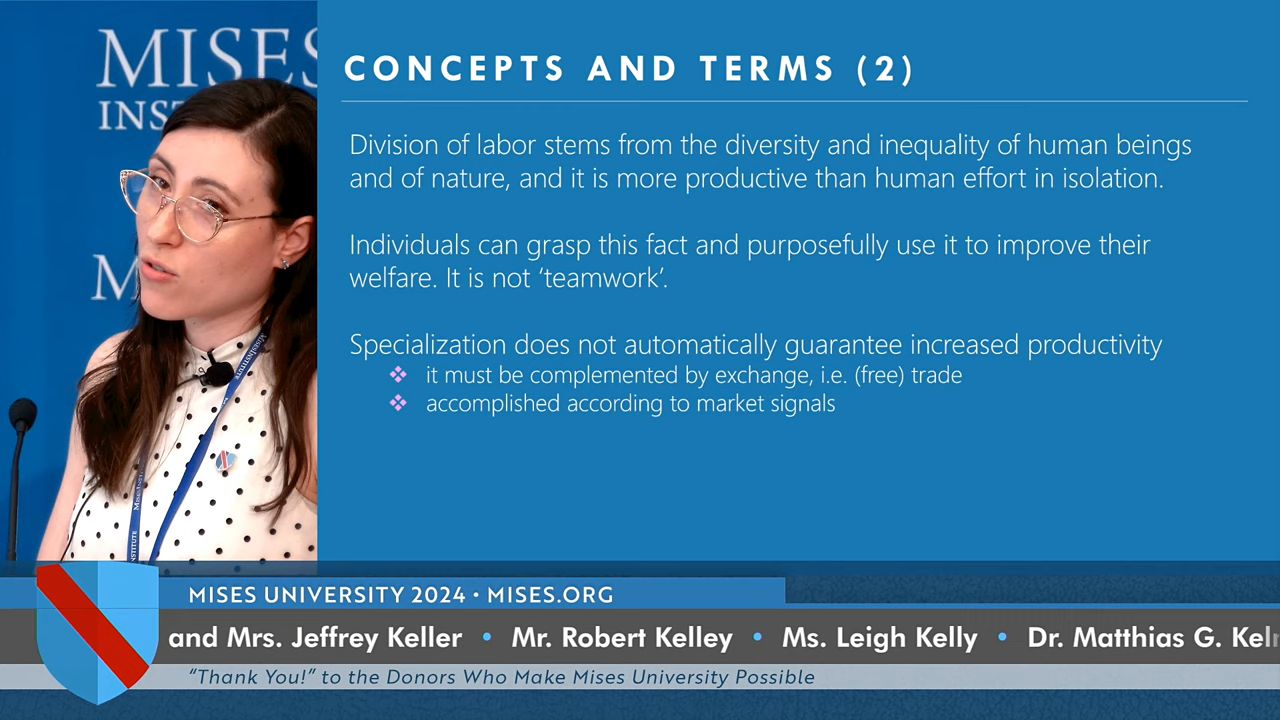 MISES
INST
M
CONCEPTS AND TERMS (2)
Division of labor stems from the diversity and inequality of human beings
and of nature, and it is more productive than human effort in isolation.
Individuals can grasp this fact and purposefully use it to improve their
welfare. It is not ‘teamwork’.
Specialization does not automatically guarantee increased productivity
❖ it must be complemented by exchange, i.e. (free) trade
❖ accomplished according to market signals
MISES UNIVERSITY 2024 • MISES.ORG
and Mrs. Jeffrey Keller • Mr. Robert Kelley • Ms. Leigh Kelly • Dr. Matthias G. Kel
“Thank You!” to the Donors Who Make Mises University Possible